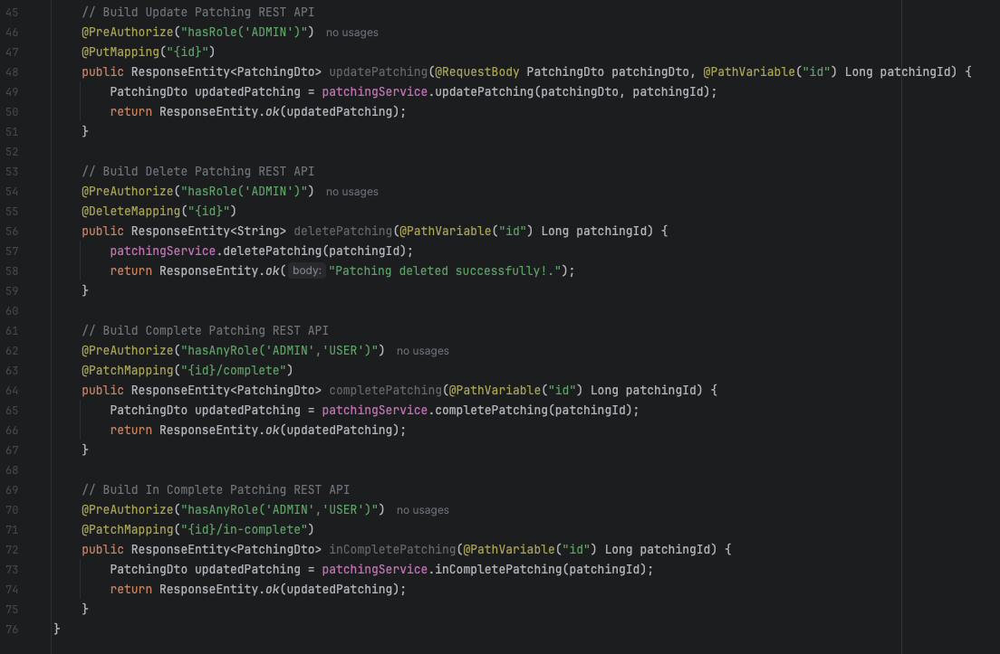 45 // Build Update Patching REST API
46 @PreAuthorize("hasRole('ADMIN')") no usages
47 @PutMapping("{id}")
48 public ResponseEntity<PatchingDto> updatePatching(@RequestBody PatchingDto patchingDto, @PathVariable("id") Long patchingId) {
49 PatchingDto updatedPatching = patchingService.updatePatching(patchingDto, patchingId);
50 return ResponseEntity.ok(updatedPatching);
51 }
52
53 // Build Delete Patching REST API
54 @PreAuthorize("hasRole('ADMIN')") no usages
55 @DeleteMapping("{id}")
56 public ResponseEntity<String> deletePatching(@PathVariable("id") Long patchingId) {
57 patchingService.deletePatching(patchingId);
58 return ResponseEntity.ok( body: "Patching deleted successfully!.");
59 }
60
61 // Build Complete Patching REST API
62 @PreAuthorize("hasAnyRole('ADMIN','USER')") no usages
63 @PatchMapping("{id}/complete")
64 public ResponseEntity<PatchingDto> completePatching(@PathVariable("id") Long patchingId) {
65 PatchingDto updatedPatching = patchingService.completePatching(patchingId);
66 return ResponseEntity.ok(updatedPatching);
67 }
68
69 // Build In Complete Patching REST API
70 @PreAuthorize("hasAnyRole('ADMIN','USER')") no usages
71 @PatchMapping("{id}/in-complete")
72 public ResponseEntity<PatchingDto> inCompletePatching(@PathVariable("id") Long patchingId) {
73 PatchingDto updatedPatching = patchingService.inCompletePatching(patchingId);
74 return ResponseEntity.ok(updatedPatching);
75 }
76 }